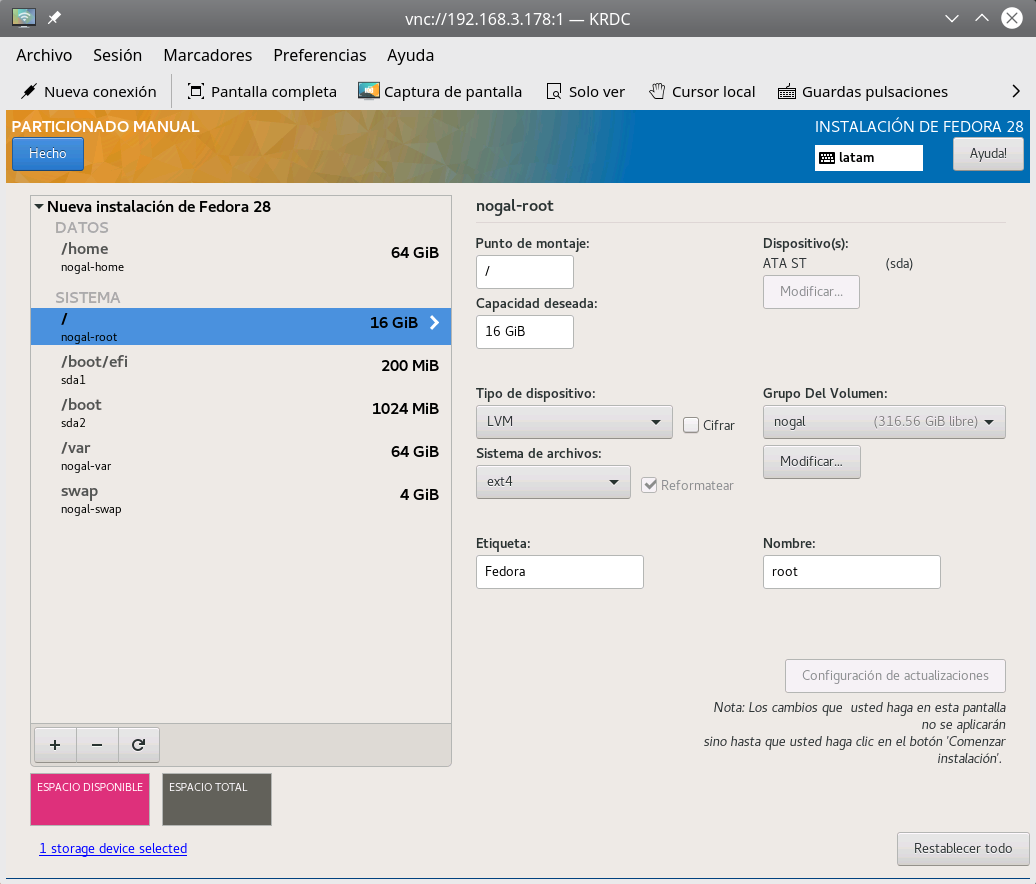 vnc://192.168.3.178:1 — KRDC
Archivo Sesión Marcadores Preferencias Ayuda
Nueva conexión Pantalla completa Captura de pantalla Solo ver Cursor local Guardas pulsaciones
PARTICIONADO MANUAL
Hecho
INSTALACIÓN DE FEDORA 28
latam
Ayuda!
Nueva instalación de Fedora 28
DATOS
/home 64 GiB
nogal-home
SISTEMA
/ 16 GiB
nogal-root
/boot/efi 200 MiB
sda1
/boot 1024 MiB
sda2
/var 64 GiB
nogal-var
swap 4 GiB
nogal-swap
+ −
ESPACIO DISPONIBLE
ESPACIO TOTAL
1 storage device selected
nogal-root
Punto de montaje:
/
Capacidad deseada:
16 GiB
Dispositivo(s):
ATA ST (sda)
Modificar...
Tipo de dispositivo:
LVM Cifrar
Sistema de archivos:
ext4 Reformatear
Grupo Del Volumen:
nogal (316.56 GiB libre)
Modificar...
Etiqueta:
Fedora
Nombre:
root
Configuración de actualizaciones
Nota: Los cambios que usted haga en esta pantalla
no se aplicarán
sino hasta que usted haga clic en el botón 'Comenzar
instalación'.
Restablecer todo